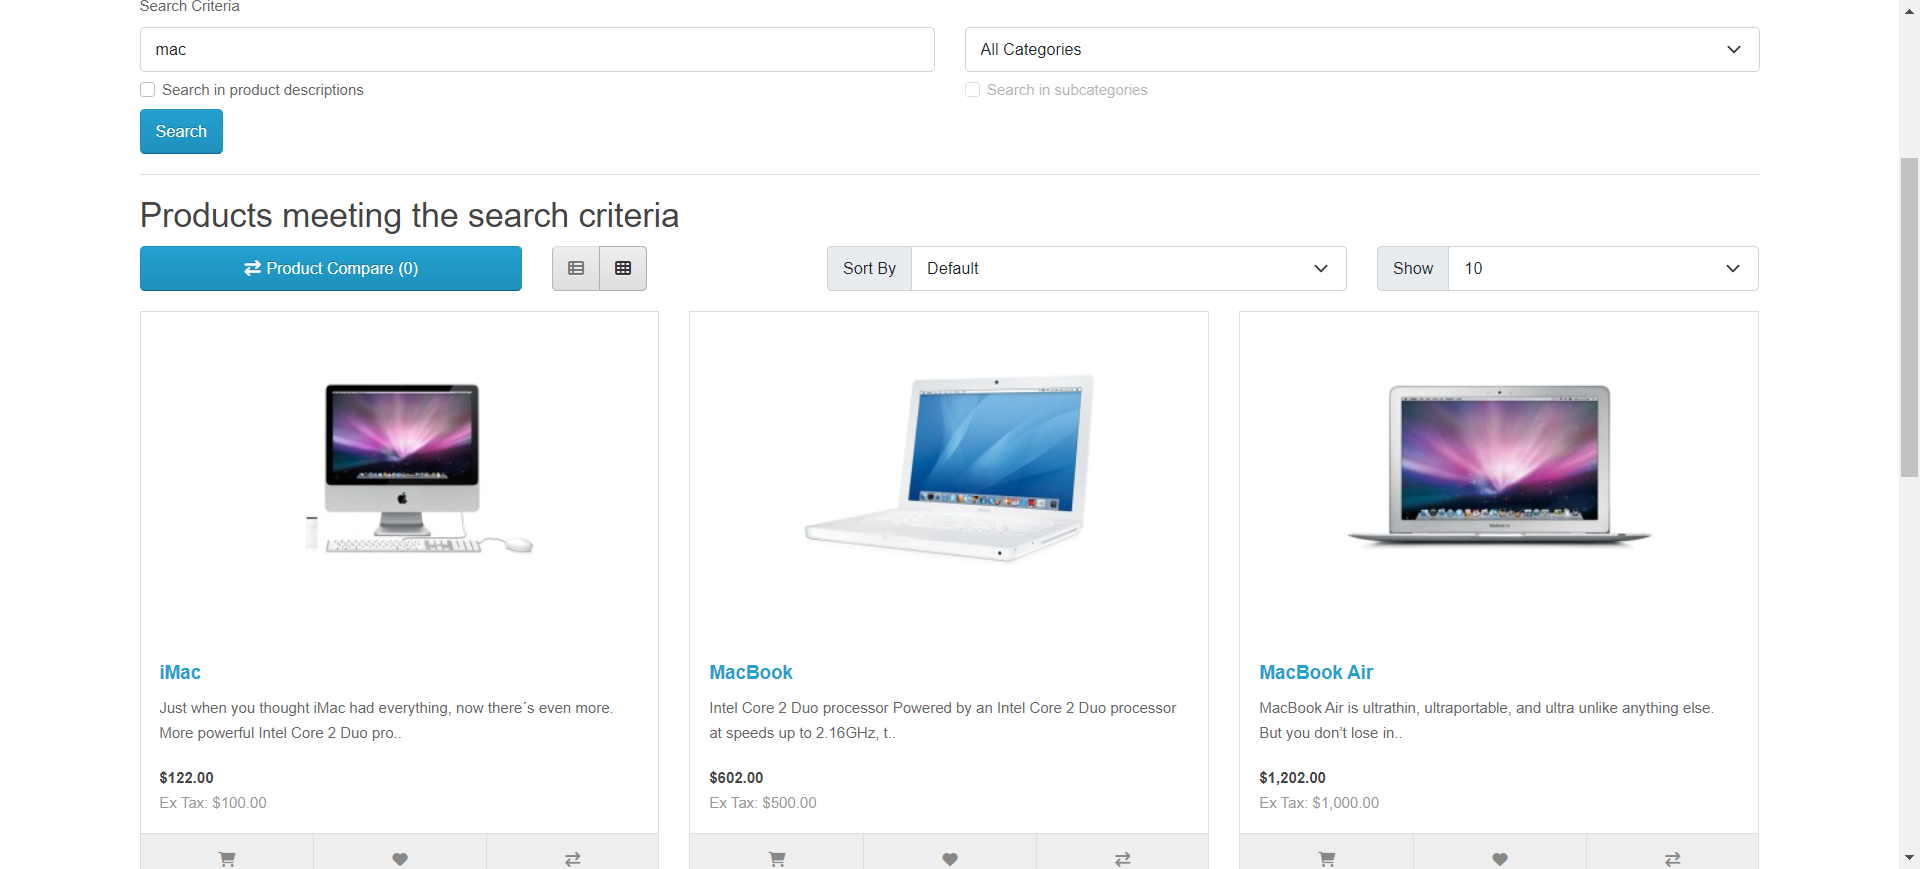 Search Criteria
mac
All Categories
Search in product descriptions
Search in subcategories
Search
Products meeting the search criteria
Product Compare (0)
Sort By
Default
Show
10
iMac
Just when you thought iMac had everything, now there´s even more.
More powerful Intel Core 2 Duo pro..
$122.00
Ex Tax: $100.00
MacBook
Intel Core 2 Duo processor Powered by an Intel Core 2 Duo processor
at speeds up to 2.16GHz, t..
$602.00
Ex Tax: $500.00
MacBook Air
MacBook Air is ultrathin, ultraportable, and ultra unlike anything else.
But you don’t lose in..
$1,202.00
Ex Tax: $1,000.00